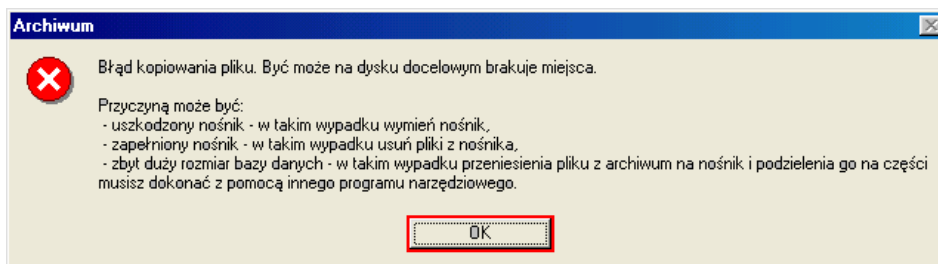 Archiwum
Błąd kopiowania pliku. Być może na dysku docelowym brakuje miejsca.
Przyczyną może być:
- uszkodzony nośnik - w takim wypadku wymień nośnik,
- zapełniony nośnik - w takim wypadku usuń pliki z nośnika,
- zbyt duży rozmiar bazy danych - w takim wypadku przeniesienia pliku z archiwum na nośnik i podzielenia go na części
musisz dokonać z pomocą innego programu narzędziowego.
OK